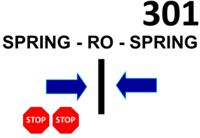 301
SPRING - RO - SPRING
STOP STOP